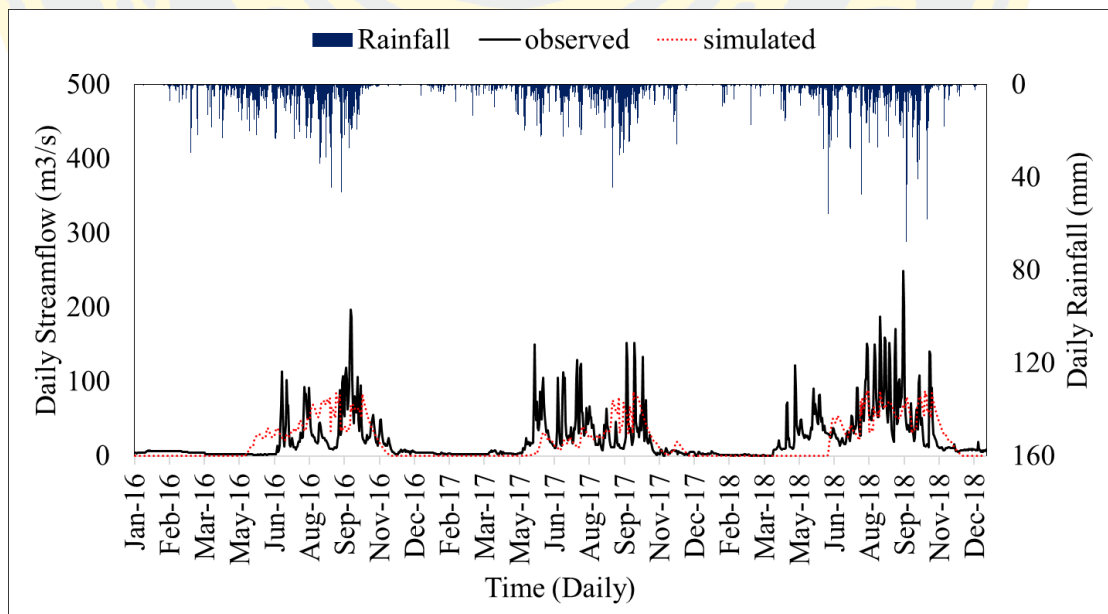 Rainfall observed simulated
Daily Streamflow (m3/s)
500
400
300
200
100
0
0
40
80
120
160
Daily Rainfall (mm)
Jan-16
Feb-16
Mar-16
May-16
Jun-16
Aug-16
Sep-16
Nov-16
Dec-16
Feb-17
Mar-17
May-17
Jun-17
Aug-17
Sep-17
Nov-17
Dec-17
Feb-18
Mar-18
May-18
Jun-18
Aug-18
Sep-18
Nov-18
Dec-18
Time (Daily)